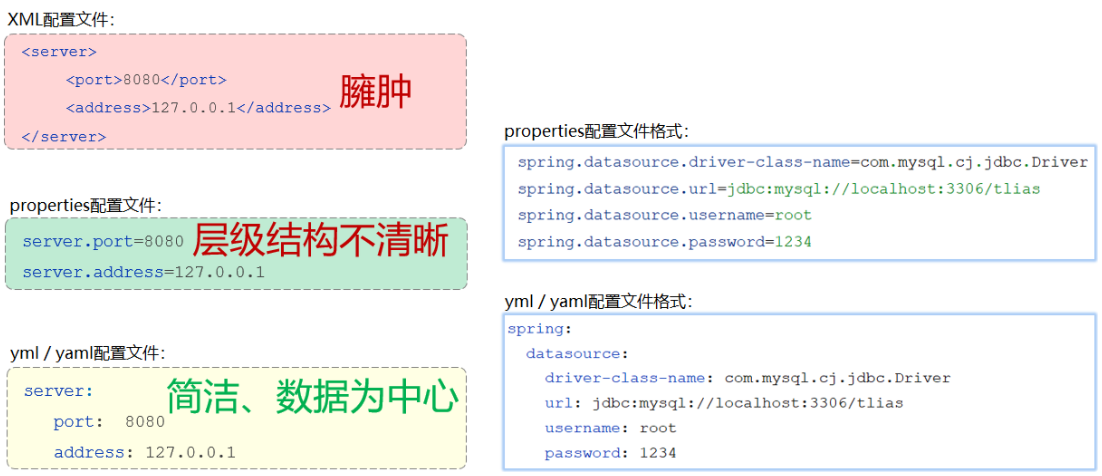 XML配置文件：
<server>
<port>8080</port>
<address>127.0.0.1</address>
</server>
臃肿
properties配置文件：
server.port=8080
server.address=127.0.0.1
层级结构不清晰
yml / yaml配置文件：
server:
port: 8080
address: 127.0.0.1
简洁、数据为中心
properties配置文件格式：
spring.datasource.driver-class-name=com.mysql.cj.jdbc.Driver
spring.datasource.url=jdbc:mysql://localhost:3306/tlias
spring.datasource.username=root
spring.datasource.password=1234
yml / yaml配置文件格式：
spring:
datasource:
driver-class-name: com.mysql.cj.jdbc.Driver
url: jdbc:mysql://localhost:3306/tlias
username: root
password: 1234